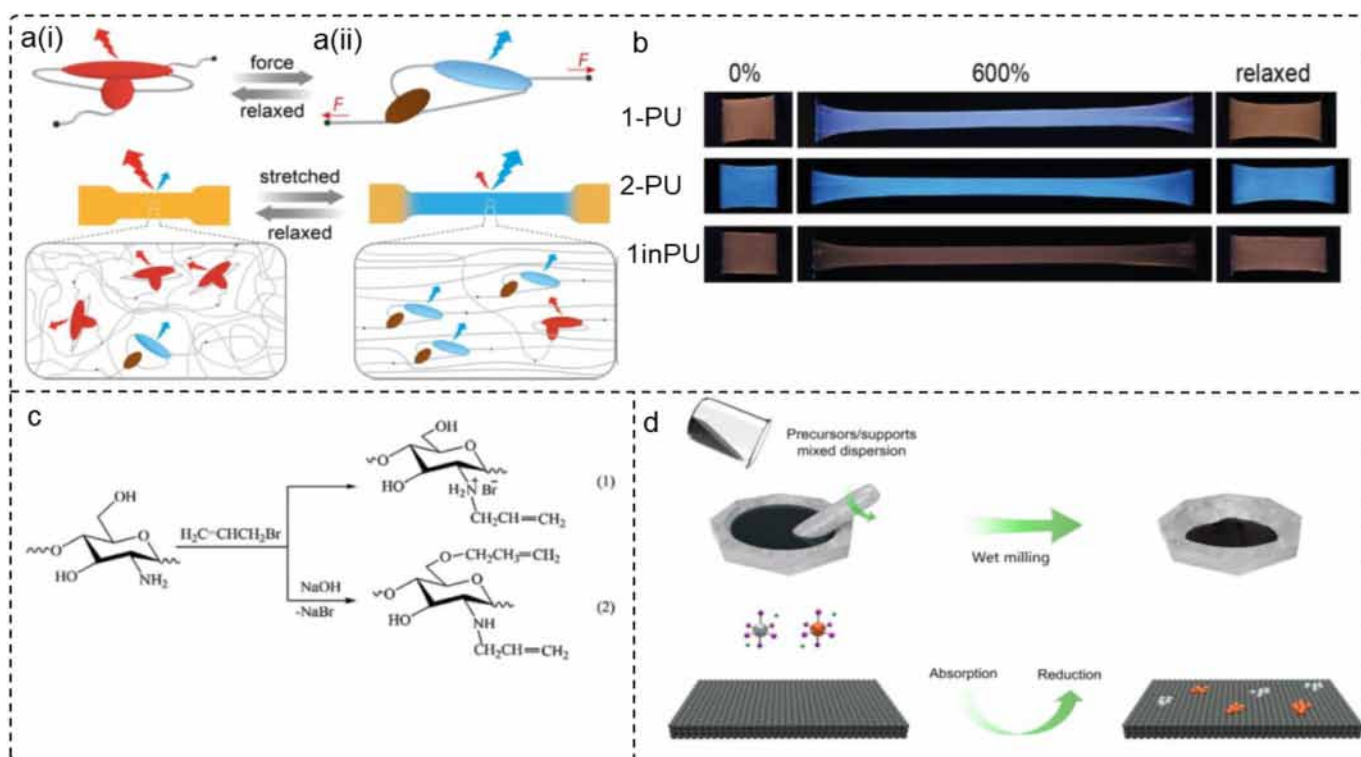 a(i)
a(ii)
b
force
relaxed
F
F
stretched
relaxed
0%
600%
relaxed
1-PU
2-PU
1inPU
c
OH
O
O
HO
NH₂
H₂C=CHCH₂Br
NaOH
-NaBr
OH
O
O
HO
H₂N⁺ Br⁻
CH₂CH=CH₂
(1)
O—CH₂CH₃=CH₂
O
O
HO
NH
CH₂CH=CH₂
(2)
d
Precursors/supports
mixed dispersion
Wet milling
Absorption
Reduction